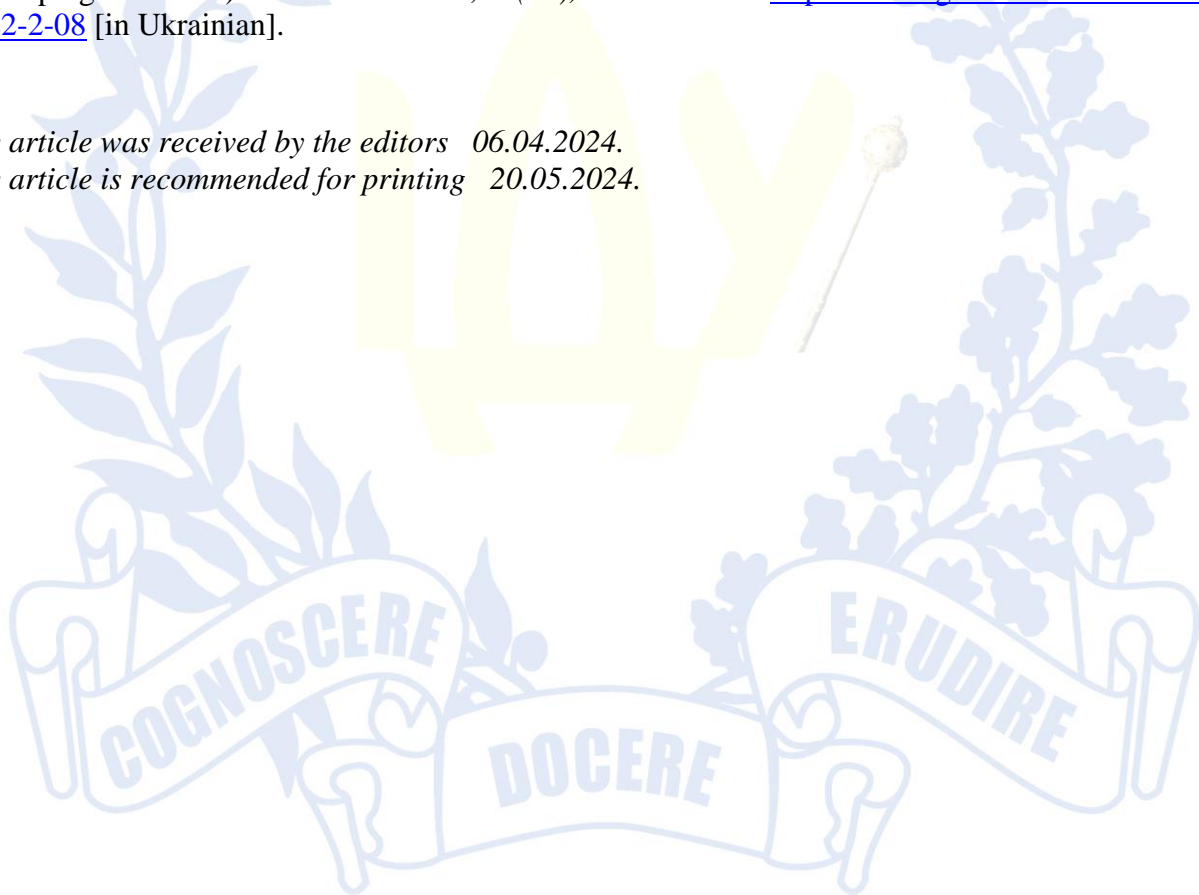 2-2-08 [in Ukrainian].
article was received by the editors 06.04.2024.
article is recommended for printing 20.05.2024.
ІДУ
COGNOSCERE
ERUDIRE
DOCERE